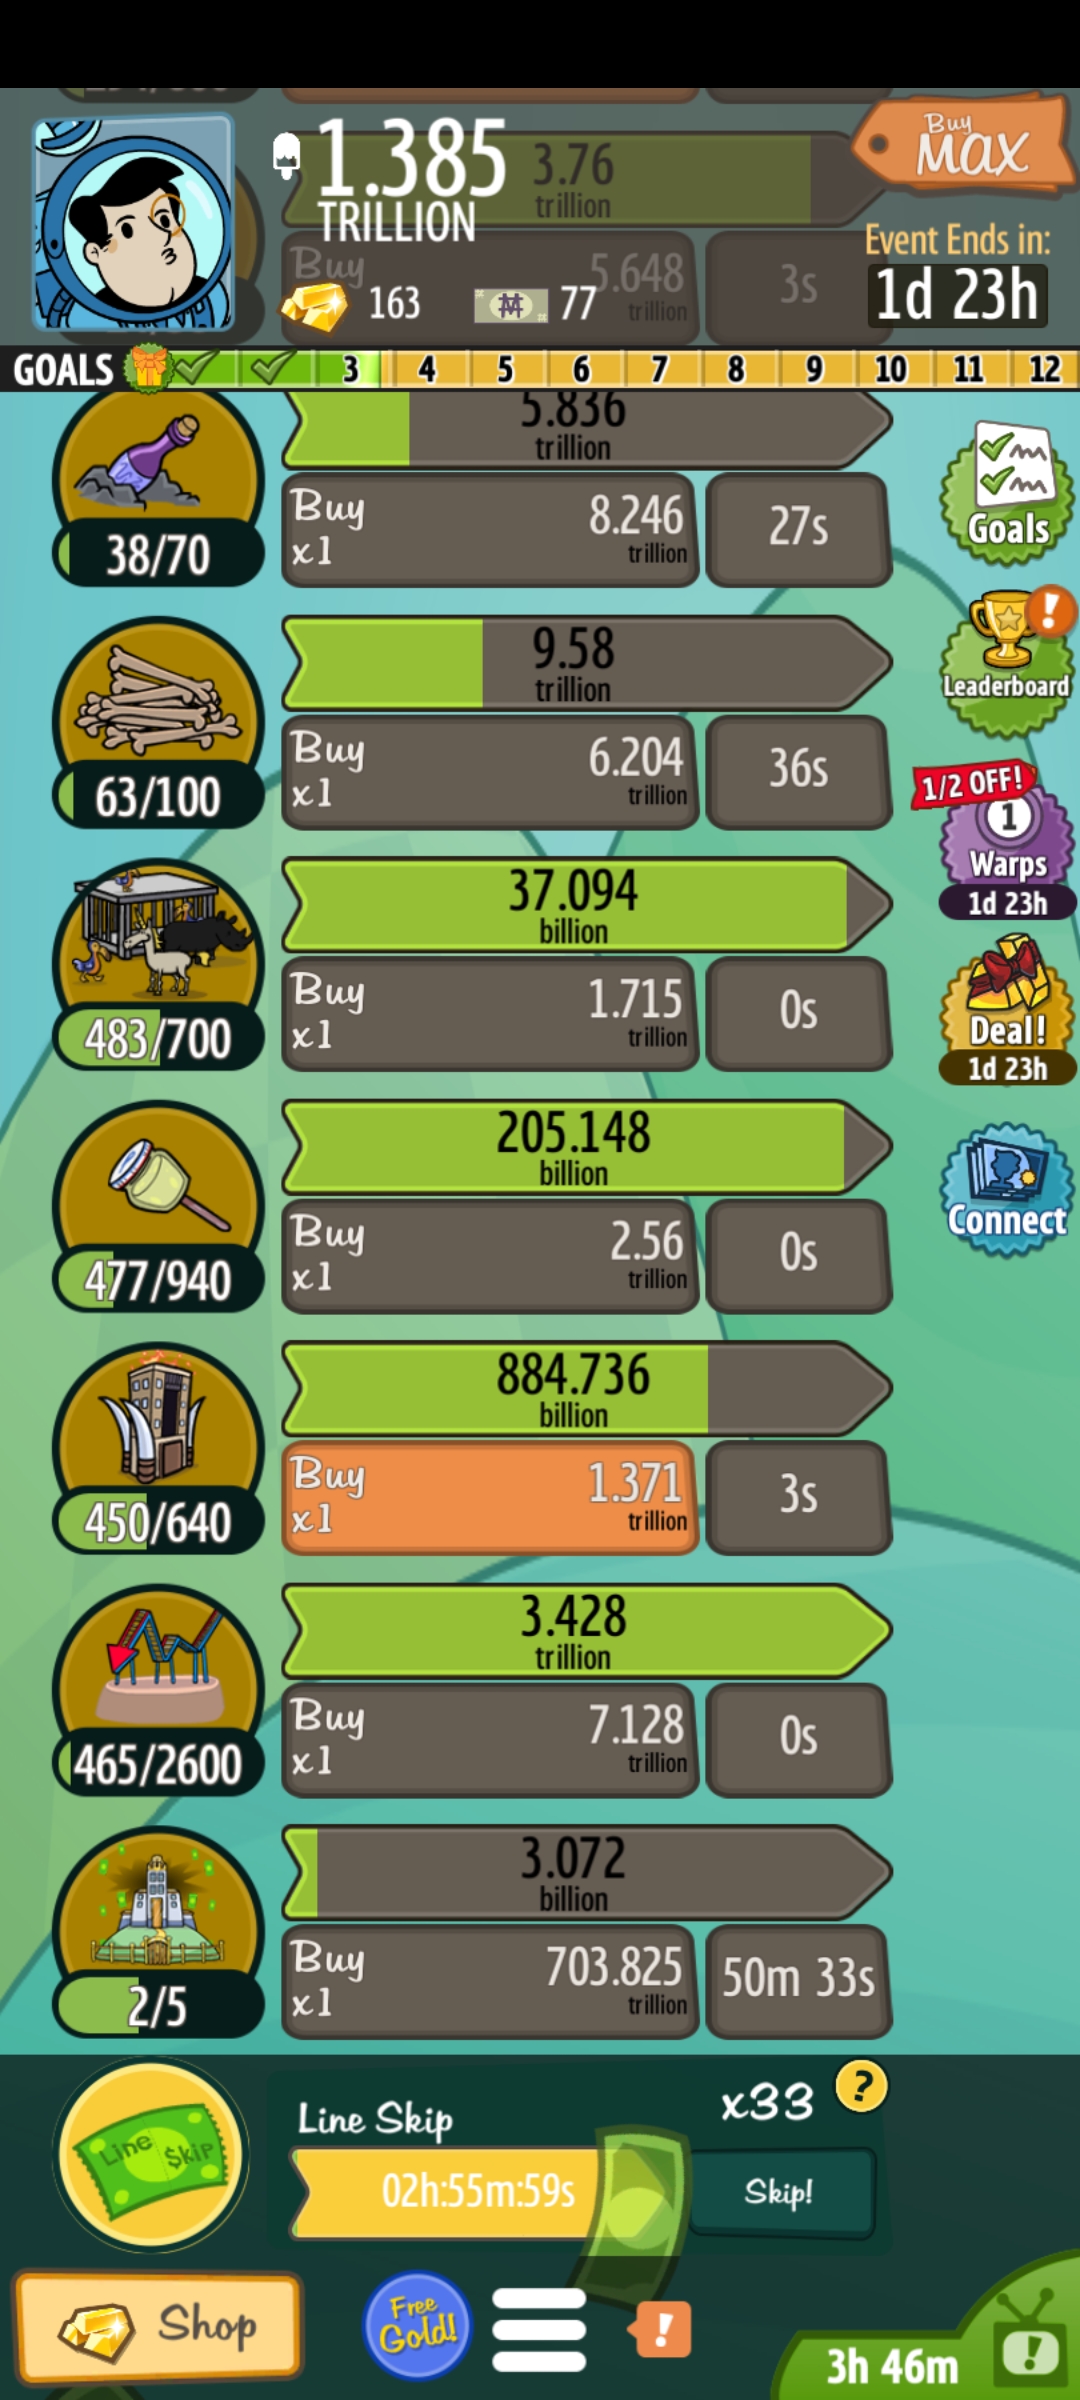 1.385
TRILLION
3.76
trillion
Buy
MAX
Buy
5.648
trillion
3s
163
77
Event Ends in:
1d 23h
GOALS
3
4
5
6
7
8
9
10
11
12
5.836
trillion
38/70
Buy
x1
8.246
trillion
27s
Goals
9.58
trillion
63/100
Buy
x1
6.204
trillion
36s
Leaderboard
1/2 OFF!
1
Warps
1d 23h
37.094
billion
483/700
Buy
x1
1.715
trillion
0s
Deal!
1d 23h
205.148
billion
477/940
Buy
x1
2.56
trillion
0s
Connect
884.736
billion
450/640
Buy
x1
1.371
trillion
3s
3.428
trillion
465/2600
Buy
x1
7.128
trillion
0s
3.072
billion
2/5
Buy
x1
703.825
trillion
50m 33s
Line $kip
Line Skip
x33
?
02h:55m:59s
Skip!
Shop
Free
Gold!
!
3h 46m
!